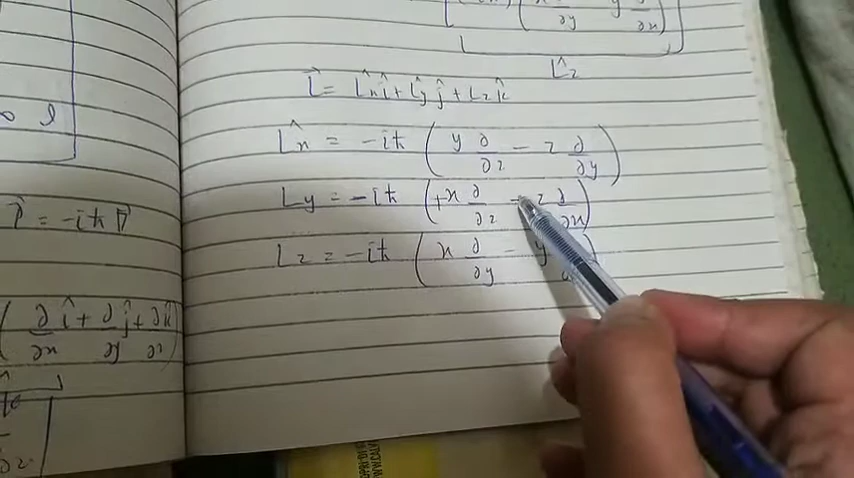 ∂y ∂x
L̂z
L⃗ = L̂x î + L̂y ĵ + Lz k̂
L̂x = -iħ ( y ∂/∂z - z ∂/∂y )
Ly = -iħ ( +x ∂/∂z - z ∂/∂x )
Lz = -iħ ( x ∂/∂y - y
P⃗ = -iħ ∇⃗
( ∂/∂x î + ∂/∂y ĵ + ∂/∂z k̂ )